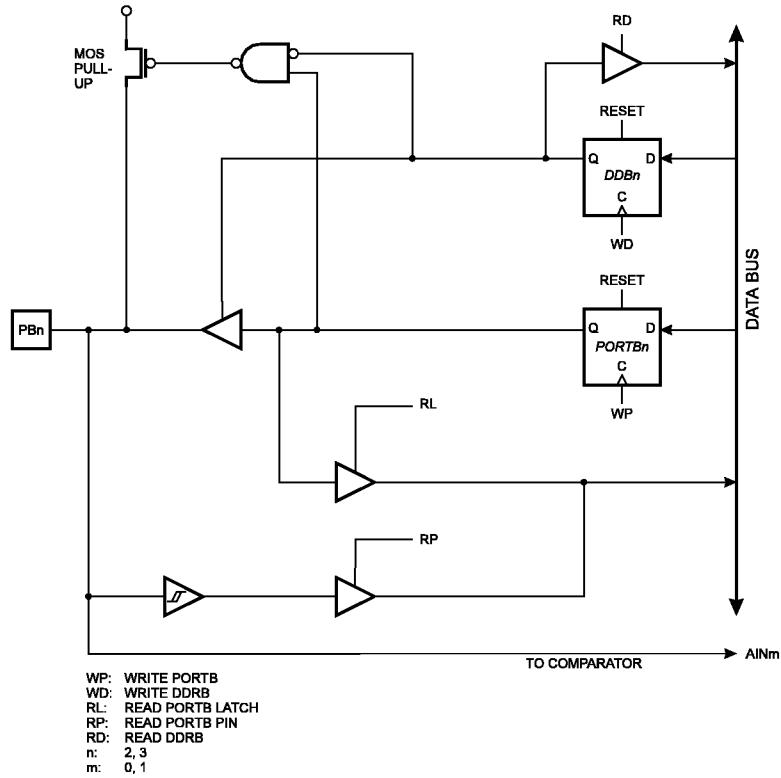 RD
MOS
PULL-
UP
RESET
Q D
DDBn
C
WD
DATA BUS
RESET
PBn
Q D
PORTBn
C
WP
RL
RP
TO COMPARATOR
AINm
WP: WRITE PORTB
WD: WRITE DDRB
RL: READ PORTB LATCH
RP: READ PORTB PIN
RD: READ DDRB
n: 2, 3
m: 0, 1